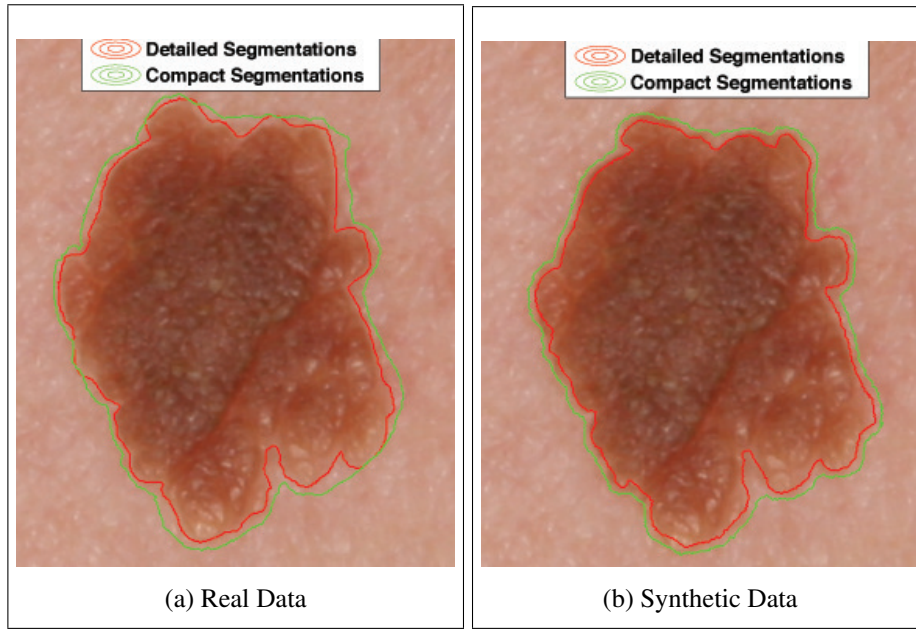 Detailed Segmentations
Compact Segmentations
(a) Real Data
Detailed Segmentations
Compact Segmentations
(b) Synthetic Data